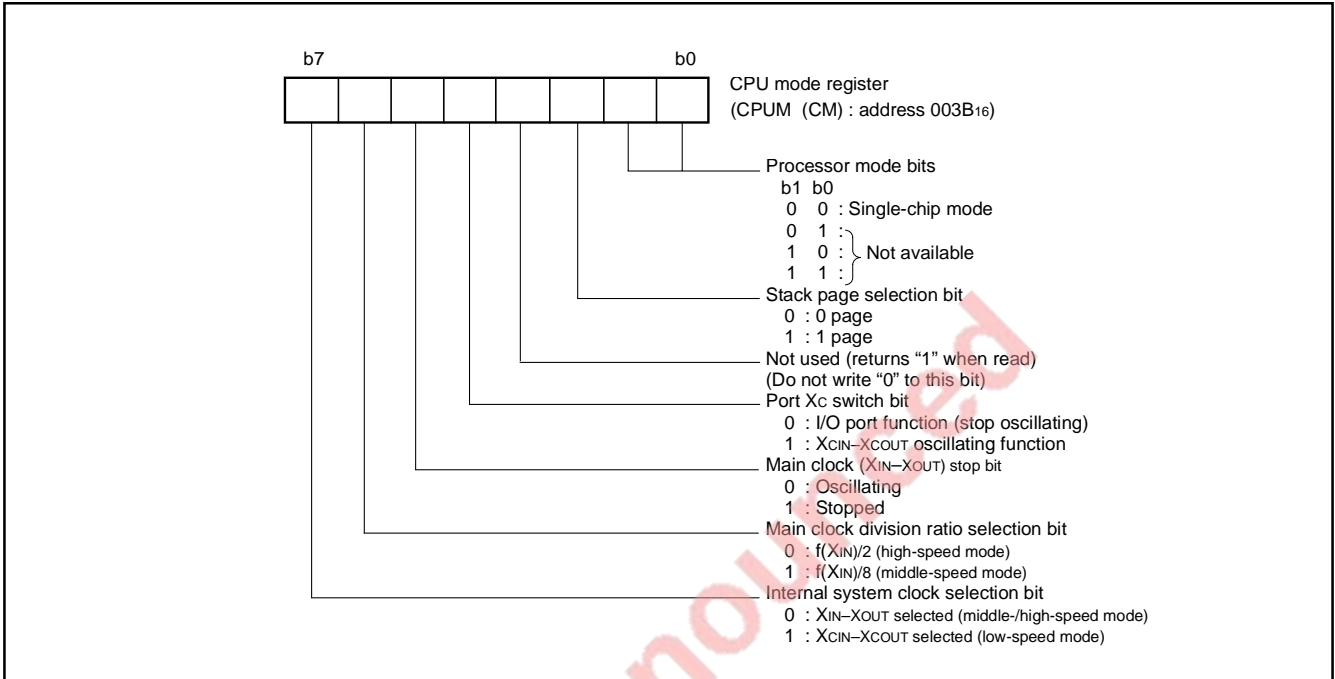 b7 b0
CPU mode register
(CPUM (CM) : address 003B16)
Processor mode bits
b1 b0
0 0 : Single-chip mode
0 1 :
1 0 : Not available
1 1 :
Stack page selection bit
0 : 0 page
1 : 1 page
Not used (returns “1” when read)
(Do not write “0” to this bit)
Port XC switch bit
0 : I/O port function (stop oscillating)
1 : XCIN–XCOUT oscillating function
Main clock (XIN–XOUT) stop bit
0 : Oscillating
1 : Stopped
Main clock division ratio selection bit
0 : f(XIN)/2 (high-speed mode)
1 : f(XIN)/8 (middle-speed mode)
Internal system clock selection bit
0 : XIN–XOUT selected (middle-/high-speed mode)
1 : XCIN–XCOUT selected (low-speed mode)
nounced